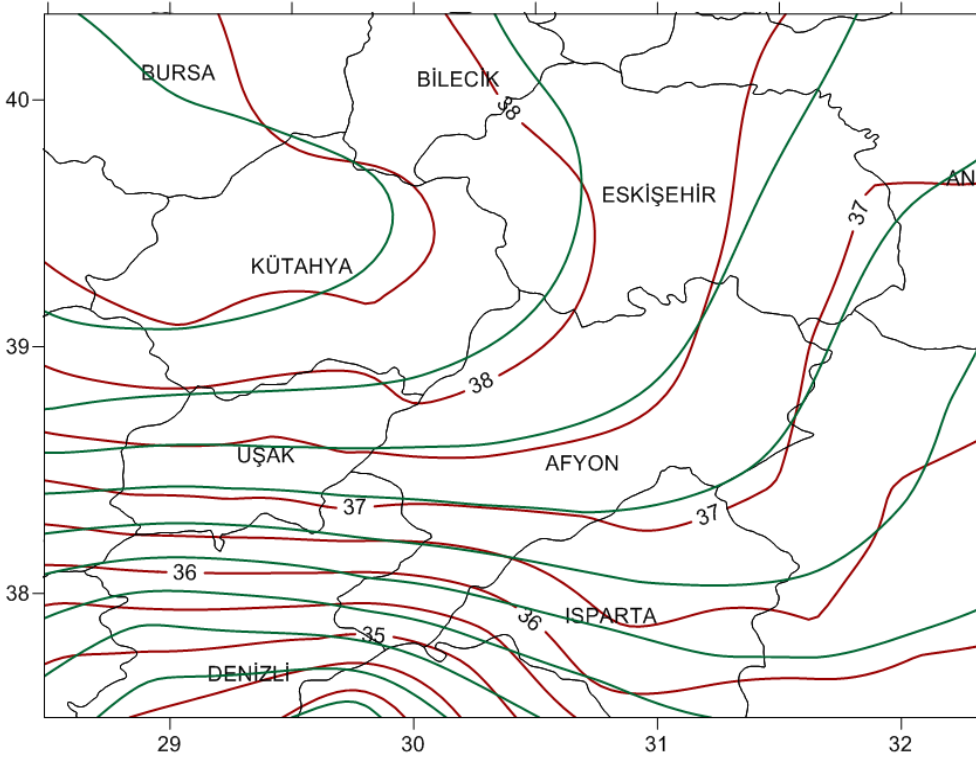 40
BURSA
BİLECİK
38
ESKİŞEHİR
AN
37
KÜTAHYA
39
38
UŞAK
AFYON
37
37
36
38
36
ISPARTA
35
DENİZLİ
29
30
31
32